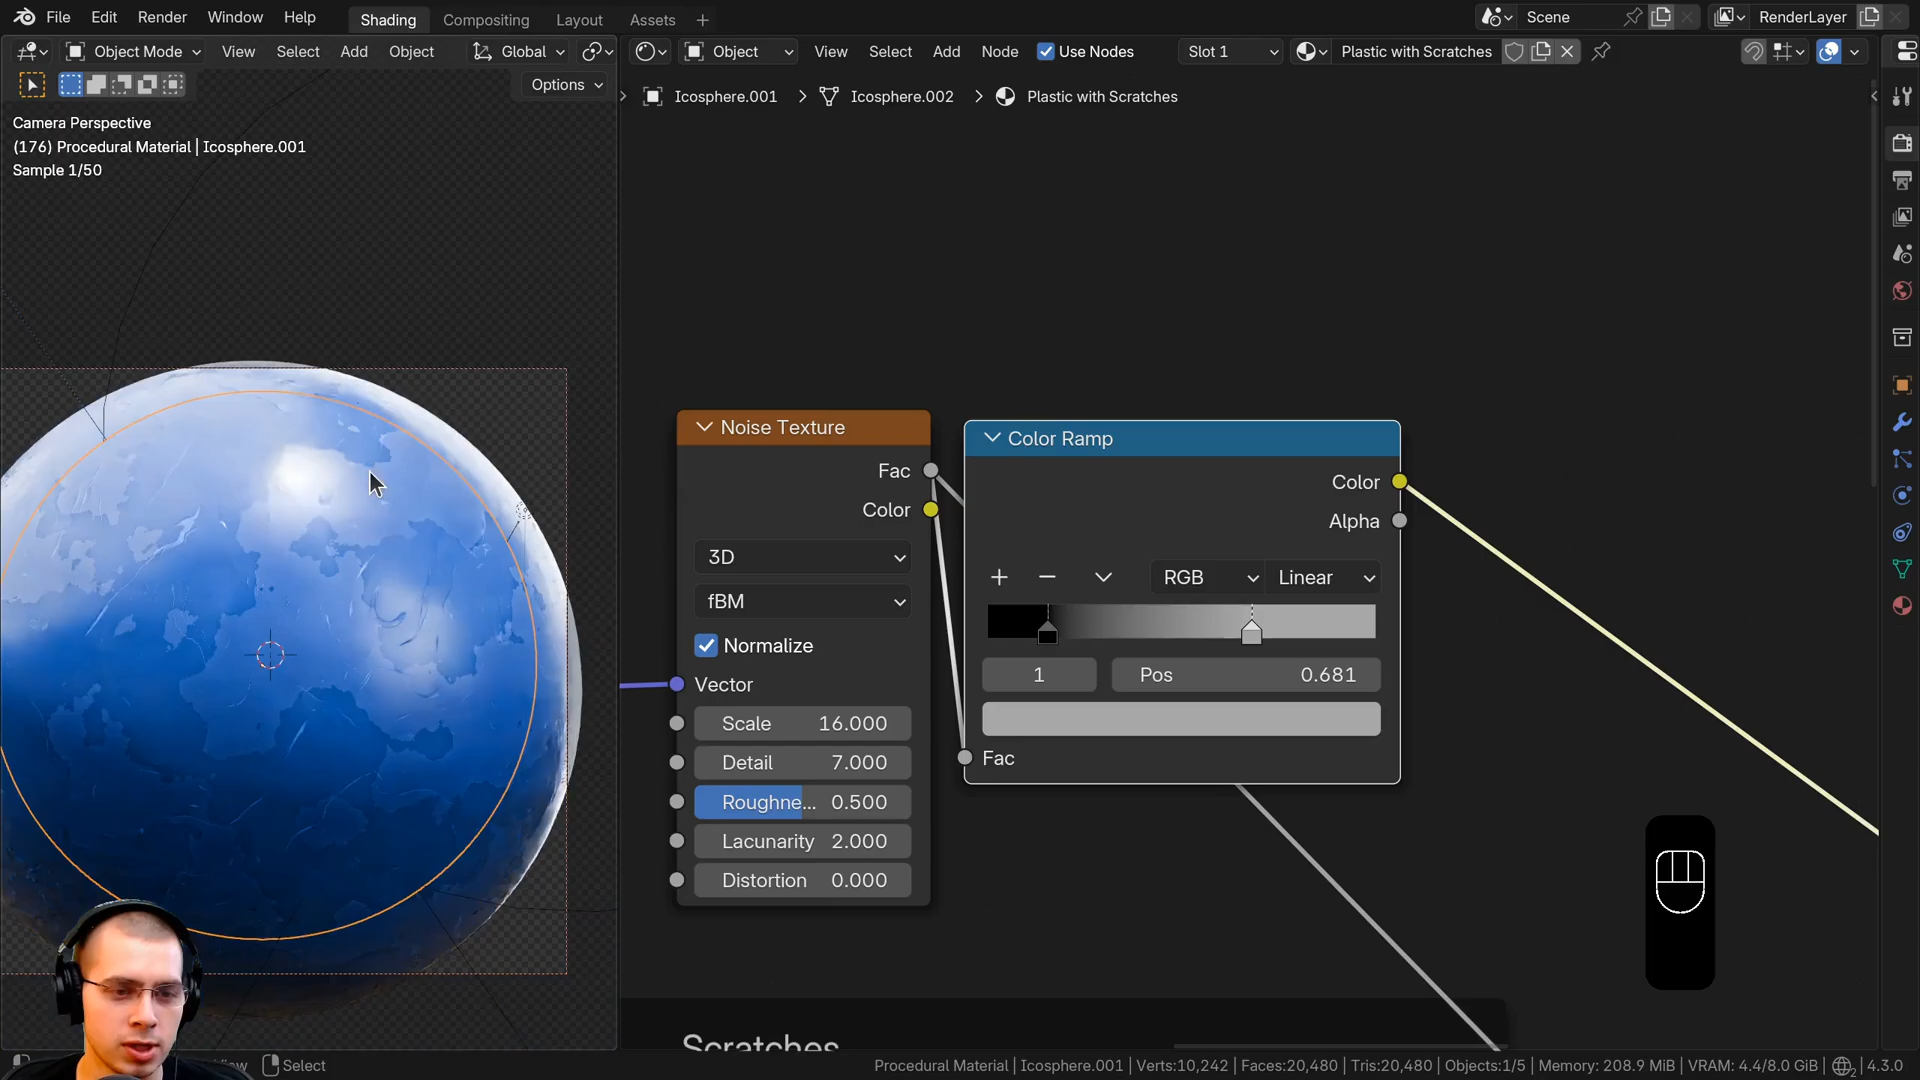 File Edit Render Window Help Shading Compositing Layout Assets Scene RenderLayer
Object Mode View Select Add Object Global Object View Select Add Node Use Nodes Slot 1 Plastic with Scratches
Options
Icosphere.001 Icosphere.002 Plastic with Scratches
Camera Perspective
(176) Procedural Material | Icosphere.001
Sample 1/50
Noise Texture
Fac
Color
3D
fBM
Normalize
Vector
Scale 16.000
Detail 7.000
Roughne... 0.500
Lacunarity 2.000
Distortion 0.000
Color Ramp
Color
Alpha
RGB Linear
1 Pos 0.681
Fac
Scratches
Select
Procedural Material | Icosphere.001 | Verts:10,242 | Faces:20,480 | Tris:20,480 | Objects:1/5 | Memory: 208.9 MiB | VRAM: 4.4/8.0 GiB | 2 | 4.3.0